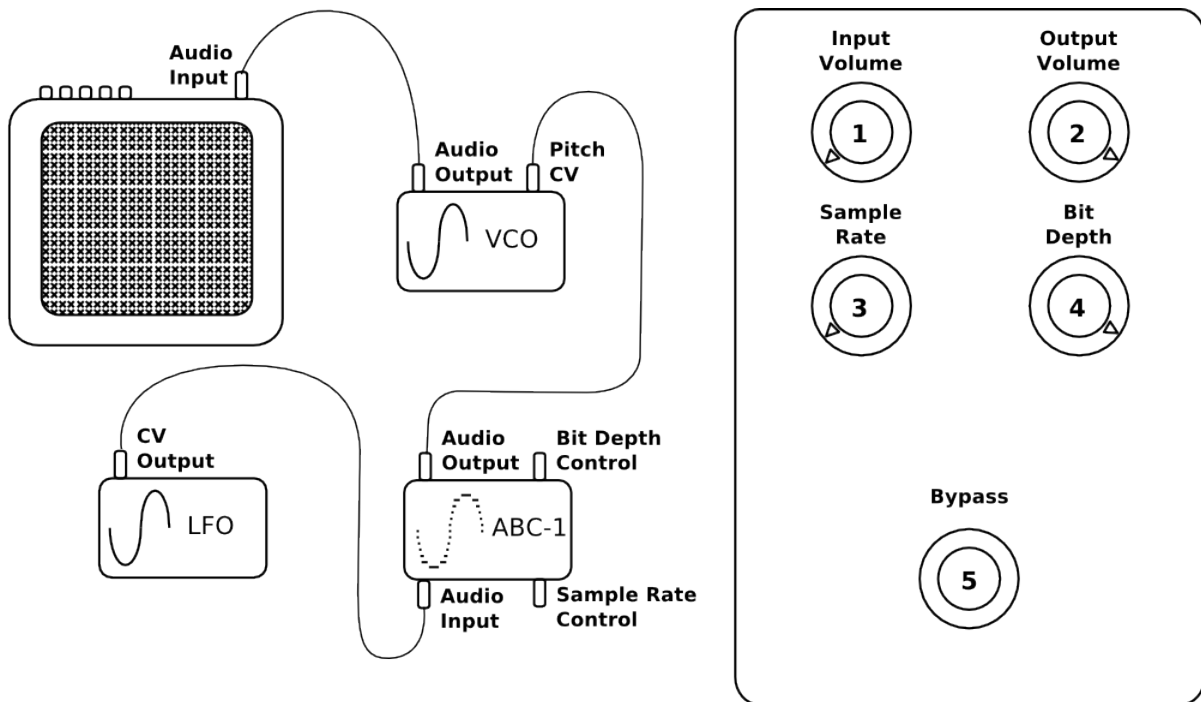 Audio
Input
Audio
Output
Pitch
CV
VCO
CV
Output
LFO
Audio
Output
Bit Depth
Control
ABC-1
Audio
Input
Sample Rate
Control
Input
Volume
1
Output
Volume
2
Sample
Rate
3
Bit
Depth
4
Bypass
5